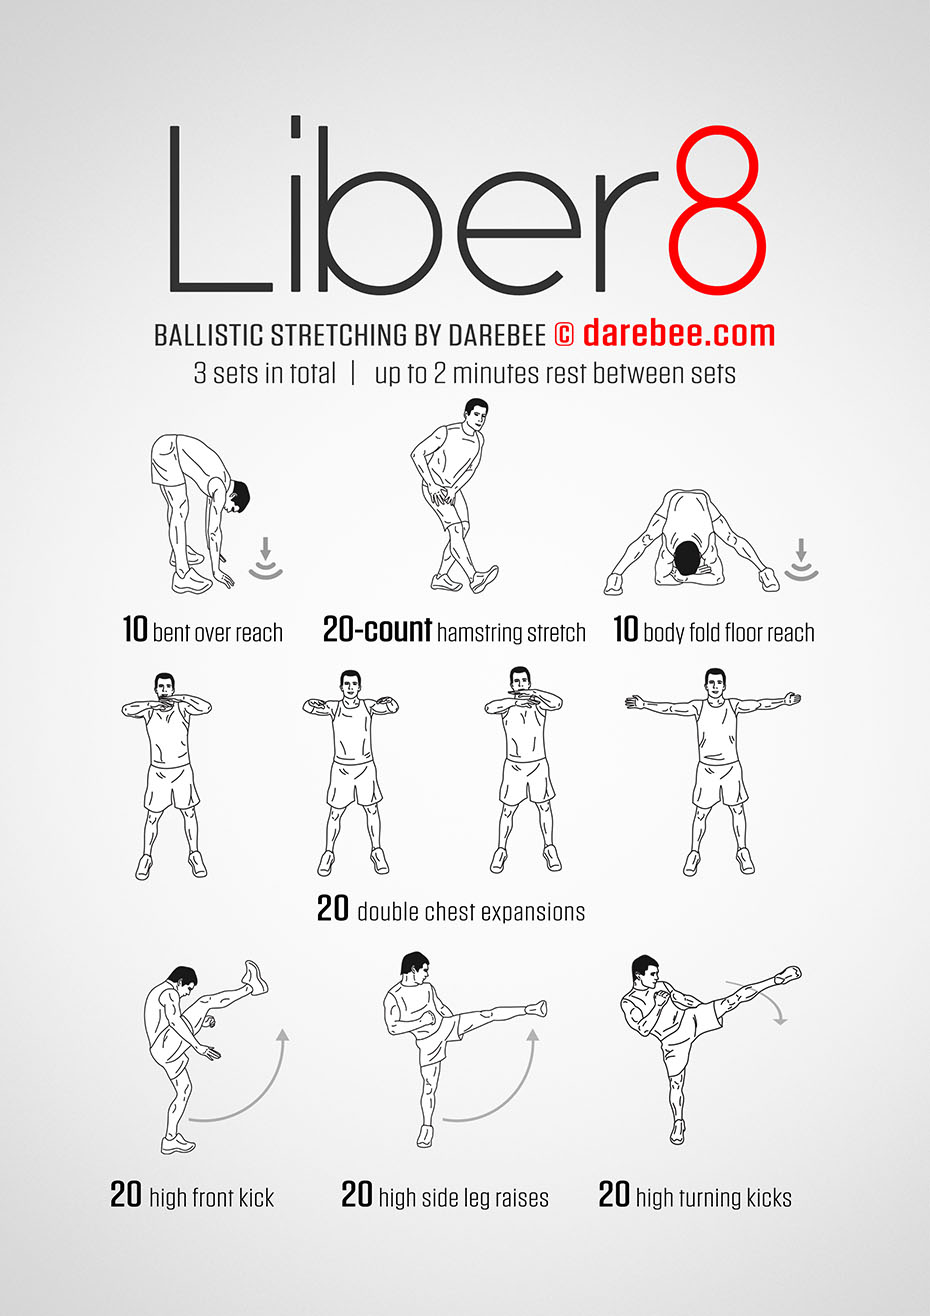 Liber8
BALLISTIC STRETCHING BY DAREBEE © darebee.com
3 sets in total | up to 2 minutes rest between sets
10 bent over reach
20-count hamstring stretch
10 body fold floor reach
20 double chest expansions
20 high front kick
20 high side leg raises
20 high turning kicks